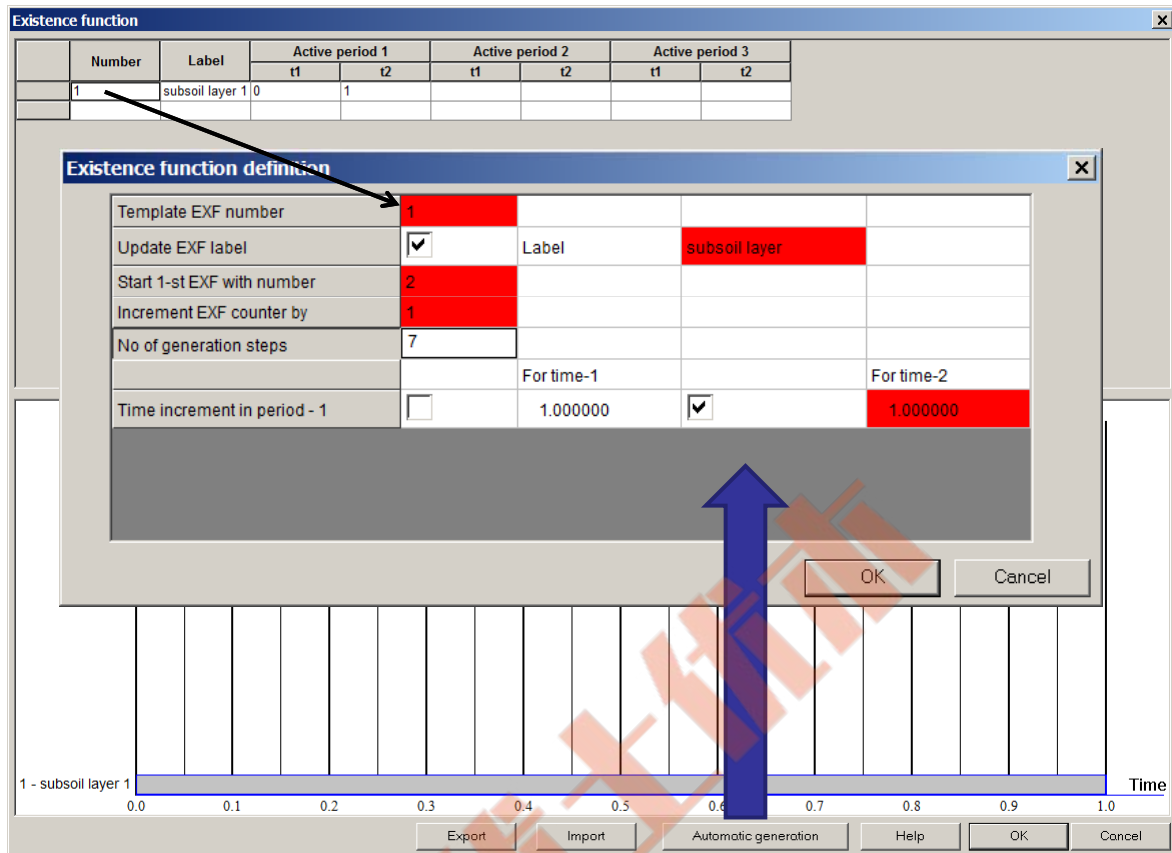 Existence function
Number Label Active period 1 Active period 2 Active period 3
t1 t2 t1 t2 t1 t2
1 subsoil layer 1 0 1
Existence function definition
Template EXF number 1
Update EXF label Label subsoil layer
Start 1-st EXF with number 2
Increment EXF counter by 1
No of generation steps 7
For time-1 For time-2
Time increment in period - 1 1.000000 1.000000
OK Cancel
1 - subsoil layer 1 Time
0.0 0.1 0.2 0.3 0.4 0.5 0.6 0.7 0.8 0.9 1.0
Export Import Automatic generation Help OK Cancel